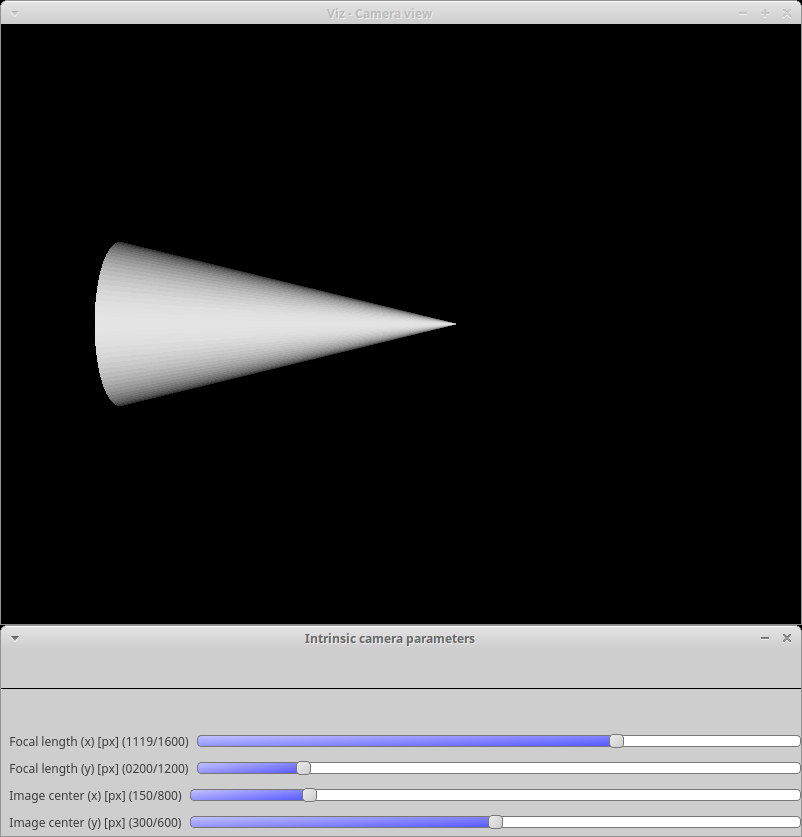 Viz - Camera view
Intrinsic camera parameters
Focal length (x) [px] (1119/1600)
Focal length (y) [px] (0200/1200)
Image center (x) [px] (150/800)
Image center (y) [px] (300/600)